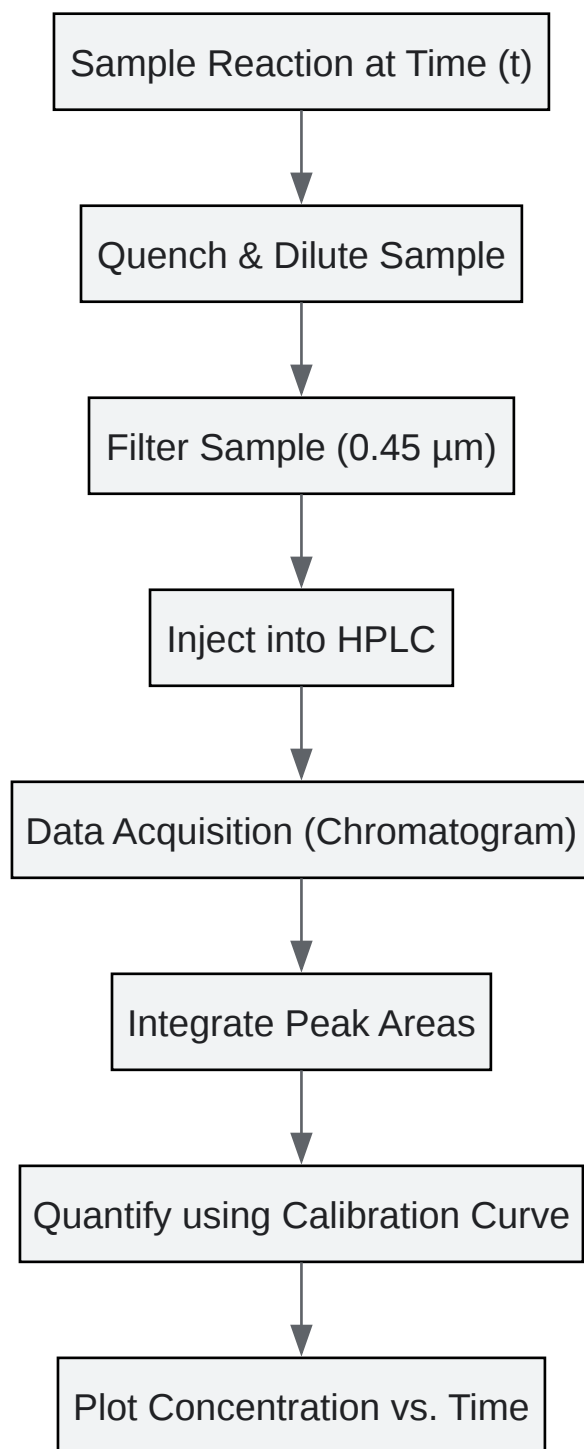 Sample Reaction at Time (t)
Quench & Dilute Sample
Filter Sample (0.45 µm)
Inject into HPLC
Data Acquisition (Chromatogram)
Integrate Peak Areas
Quantify using Calibration Curve
Plot Concentration vs. Time